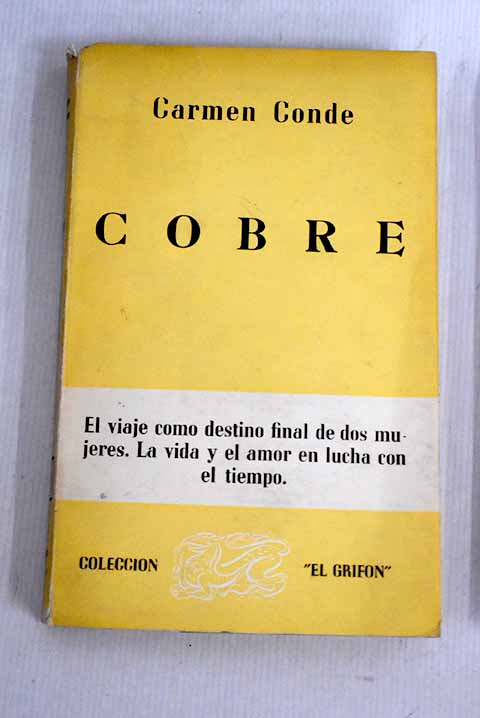 Carmen Conde
COBRE
El viaje como destino final de dos mu-
jeres. La vida y el amor en lucha con
el tiempo.
COLECCION "EL GRIFON"